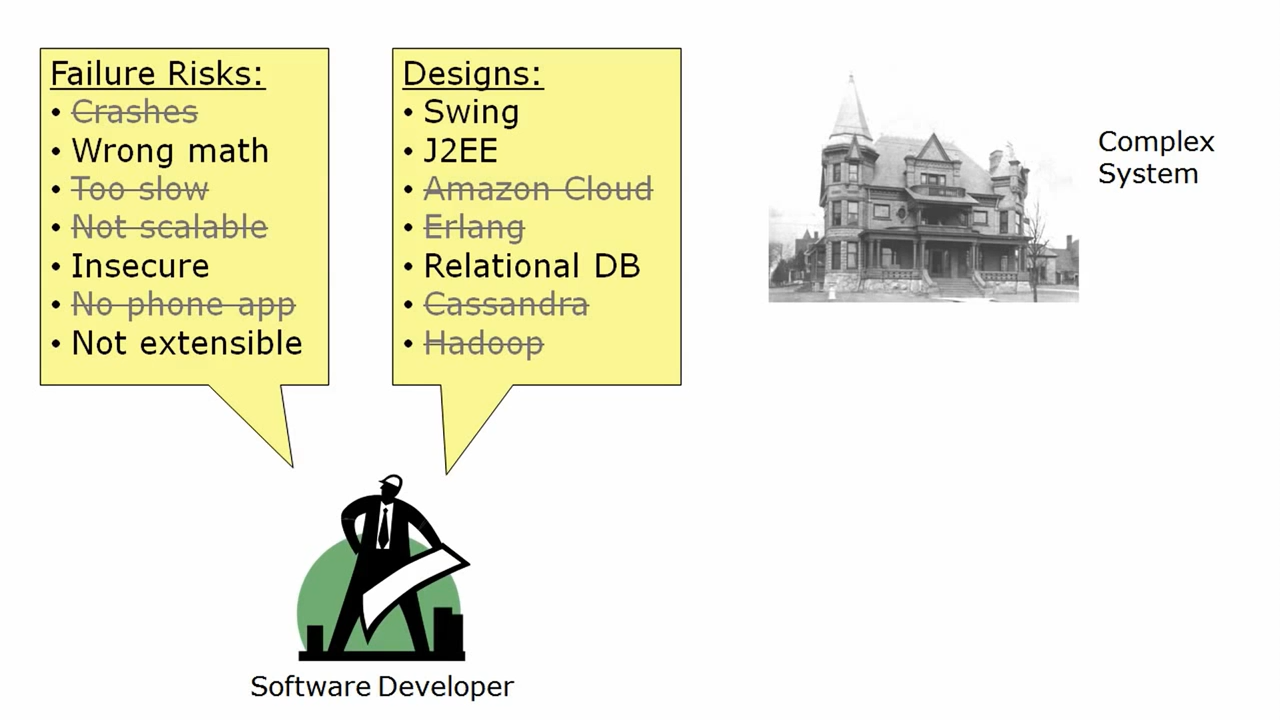 Failure Risks:
• Crashes
• Wrong math
• Too slow
• Not scalable
• Insecure
• No phone app
• Not extensible
Designs:
• Swing
• J2EE
• Amazon Cloud
• Erlang
• Relational DB
• Cassandra
• Hadoop
Complex
System
Software Developer